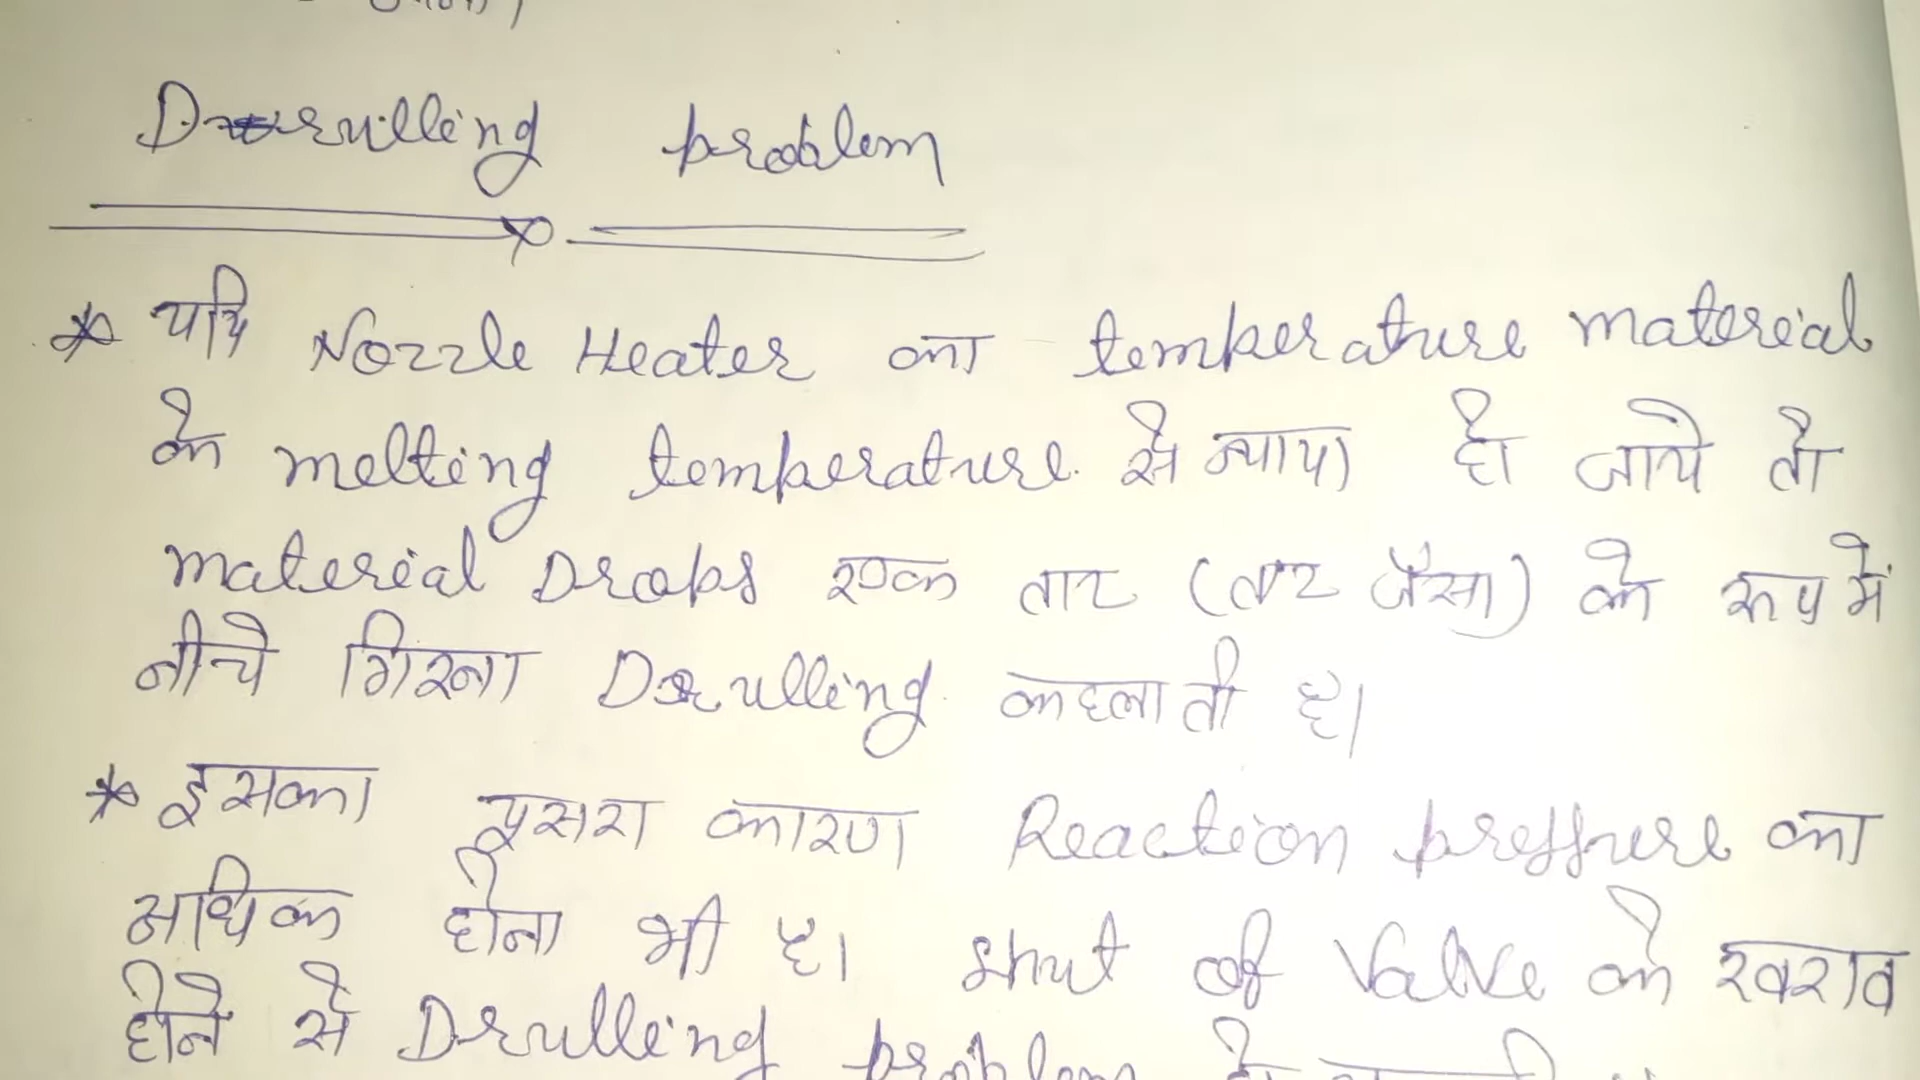 Drulling problem
* यदि Nozzle Heater का temperature material
के melting temperature से ज्यादा हो जाये तो
material Drops एक तार (तार जैसा) के रूप में
नीचे गिरना Drulling कहलाती है।
* इसका दूसरा कारण Reaction pressure का
अधिक होना भी है। shut of Valve के खराब
होने से Drulling problem हो